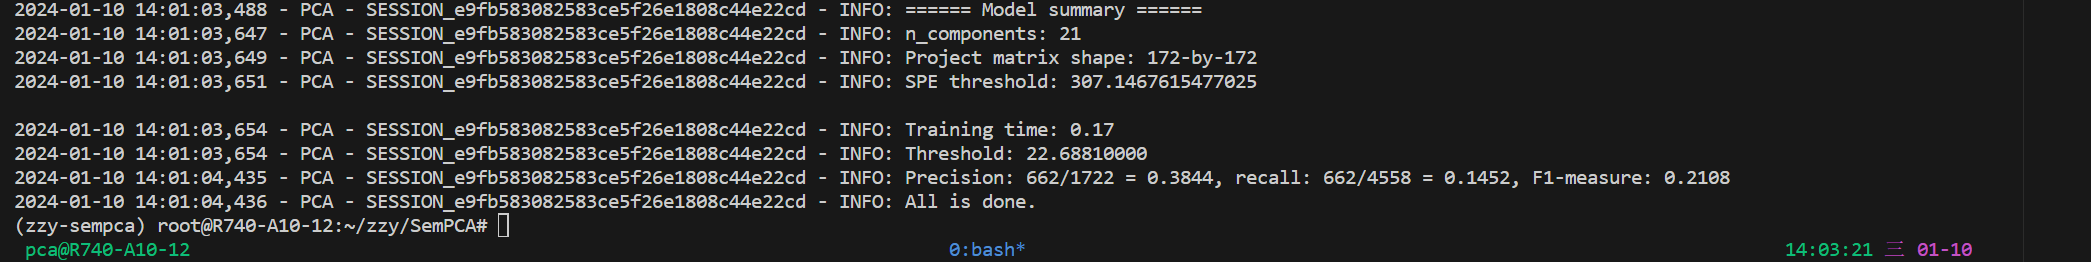 2024-01-10 14:01:03,488 - PCA - SESSION_e9fb583082583ce5f26e1808c44e22cd - INFO: ====== Model summary ======
2024-01-10 14:01:03,647 - PCA - SESSION_e9fb583082583ce5f26e1808c44e22cd - INFO: n_components: 21
2024-01-10 14:01:03,649 - PCA - SESSION_e9fb583082583ce5f26e1808c44e22cd - INFO: Project matrix shape: 172-by-172
2024-01-10 14:01:03,651 - PCA - SESSION_e9fb583082583ce5f26e1808c44e22cd - INFO: SPE threshold: 307.1467615477025
2024-01-10 14:01:03,654 - PCA - SESSION_e9fb583082583ce5f26e1808c44e22cd - INFO: Training time: 0.17
2024-01-10 14:01:03,654 - PCA - SESSION_e9fb583082583ce5f26e1808c44e22cd - INFO: Threshold: 22.68810000
2024-01-10 14:01:04,435 - PCA - SESSION_e9fb583082583ce5f26e1808c44e22cd - INFO: Precision: 662/1722 = 0.3844, recall: 662/4558 = 0.1452, F1-measure: 0.2108
2024-01-10 14:01:04,436 - PCA - SESSION_e9fb583082583ce5f26e1808c44e22cd - INFO: All is done.
(zzy-sempca) root@R740-A10-12:~/zzy/SemPCA#
pca@R740-A10-12 0:bash* 14:03:21 三 01-10